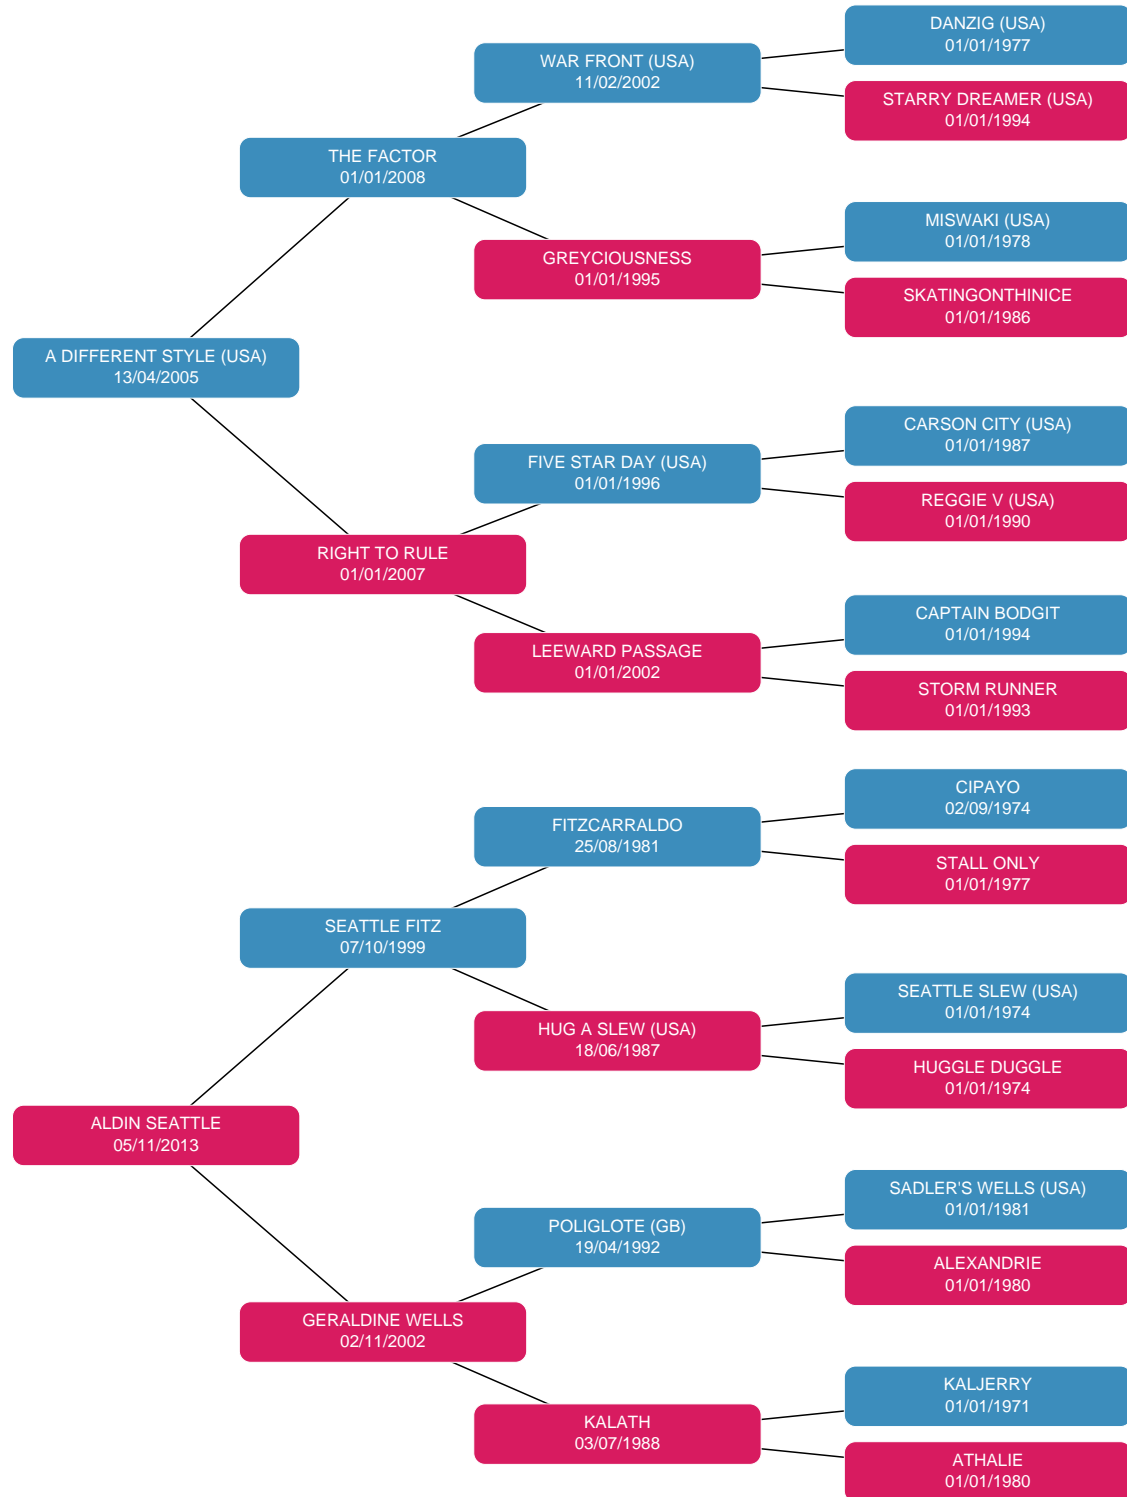 DANZIG (USA)
01/01/1977
WAR FRONT (USA)
11/02/2002
STARRY DREAMER (USA)
01/01/1994
THE FACTOR
01/01/2008
MISWAKI (USA)
01/01/1978
GREYCIOUSNESS
01/01/1995
SKATINGONTHINICE
01/01/1986
A DIFFERENT STYLE (USA)
13/04/2005
CARSON CITY (USA)
01/01/1987
FIVE STAR DAY (USA)
01/01/1996
REGGIE V (USA)
01/01/1990
RIGHT TO RULE
01/01/2007
CAPTAIN BODGIT
01/01/1994
LEEWARD PASSAGE
01/01/2002
STORM RUNNER
01/01/1993
CIPAYO
02/09/1974
FITZCARRALDO
25/08/1981
STALL ONLY
01/01/1977
SEATTLE FITZ
07/10/1999
SEATTLE SLEW (USA)
01/01/1974
HUG A SLEW (USA)
18/06/1987
HUGGLE DUGGLE
01/01/1974
ALDIN SEATTLE
05/11/2013
SADLER'S WELLS (USA)
01/01/1981
POLIGLOTE (GB)
19/04/1992
ALEXANDRIE
01/01/1980
GERALDINE WELLS
02/11/2002
KALJERRY
01/01/1971
KALATH
03/07/1988
ATHALIE
01/01/1980